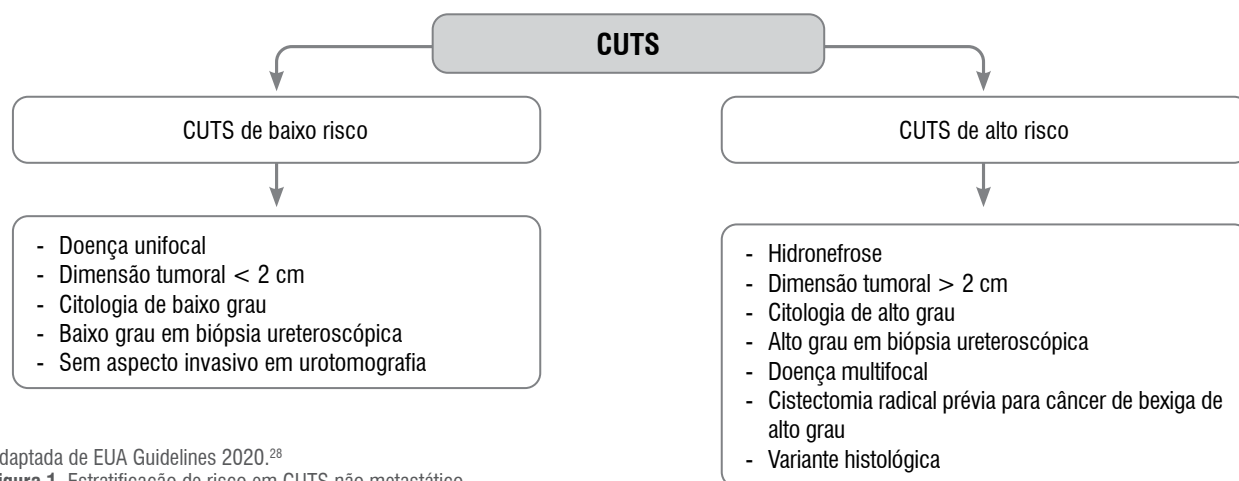 CUTS
CUTS de baixo risco
CUTS de alto risco
- Doença unifocal
- Dimensão tumoral < 2 cm
- Citologia de baixo grau
- Baixo grau em biópsia ureteroscópica
- Sem aspecto invasivo em urotomografia
- Hidronefrose
- Dimensão tumoral > 2 cm
- Citologia de alto grau
- Alto grau em biópsia ureteroscópica
- Doença multifocal
- Cistectomia radical prévia para câncer de bexiga de
alto grau
- Variante histológica
daptada de EUA Guidelines 2020.28
igura 1. Estratificação de risco em CUTS não metastático